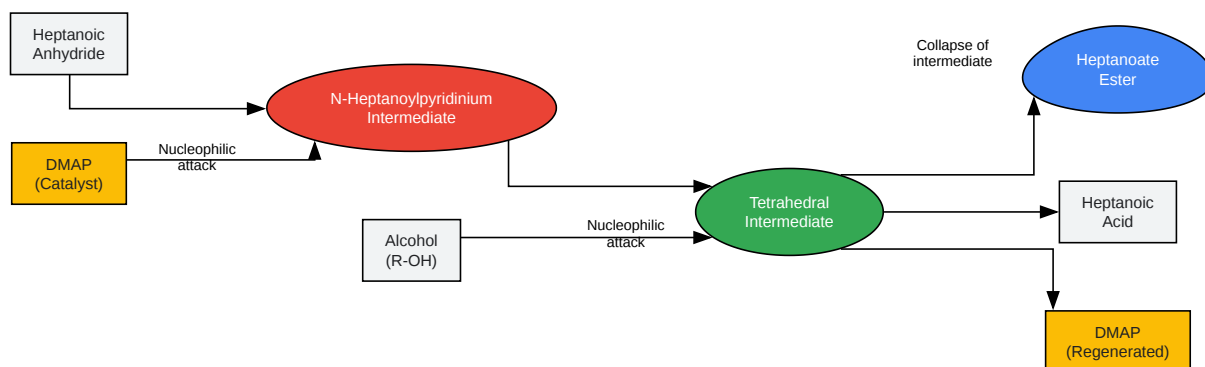 Heptanoic
Anhydride
DMAP
(Catalyst)
Nucleophilic
attack
N-Heptanoylpyridinium
Intermediate
Alcohol
(R-OH)
Nucleophilic
attack
Tetrahedral
Intermediate
Collapse of
intermediate
Heptanoate
Ester
Heptanoic
Acid
DMAP
(Regenerated)